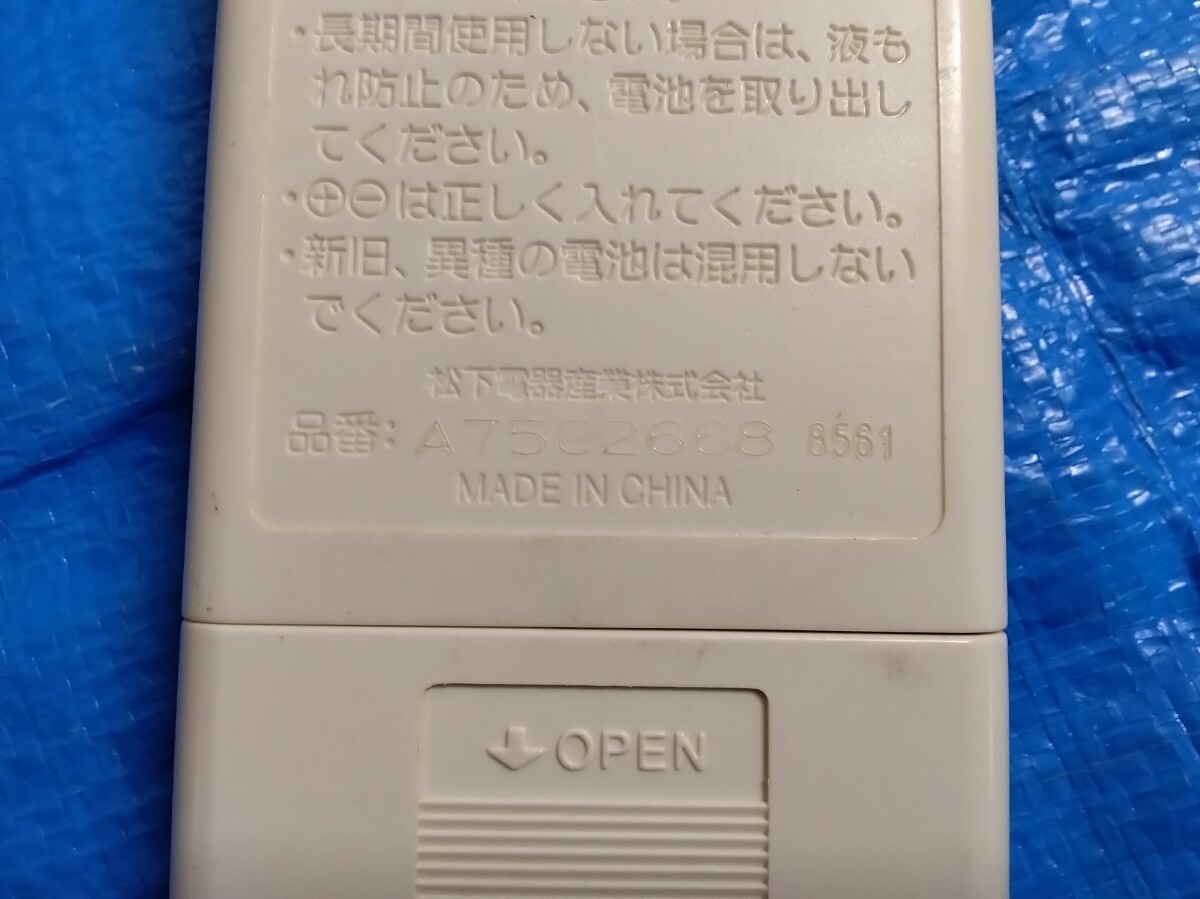 ・長期間使用しない場合は、液も
れ防止のため、電池を取り出し
てください。
・⊕⊖は正しく入れてください。
・新旧、異種の電池は混用しない
でください。
松下電器産業株式会社
品番: A75C2668 8561
MADE IN CHINA
OPEN